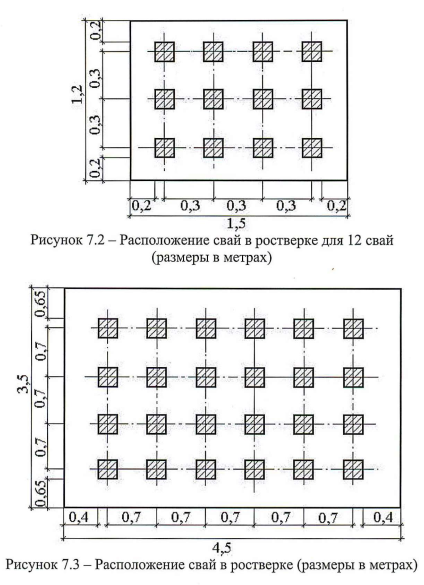 0,2
0,3
1,2
0,3
0,2
0,2 0,3 0,3 0,3 0,2
1,5
Рисунок 7.2 – Расположение свай в ростверке для 12 свай
(размеры в метрах)
0,65
0,7
3,5
0,7
0,7
0,65
0,4 0,7 0,7 0,7 0,7 0,7 0,4
4,5
Рисунок 7.3 – Расположение свай в ростверке (размеры в метрах)